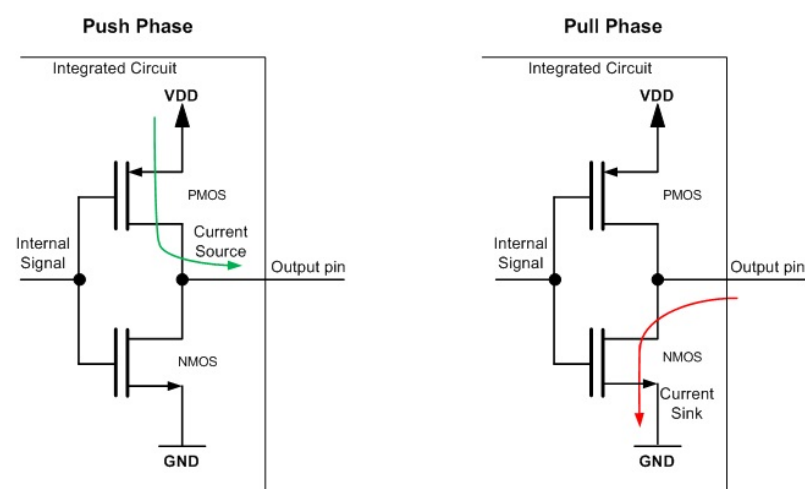 Push Phase
Integrated Circuit
VDD
PMOS
Current
Source
Internal
Signal
Output pin
NMOS
GND
Pull Phase
Integrated Circuit
VDD
PMOS
Internal
Signal
Output pin
NMOS
Current
Sink
GND